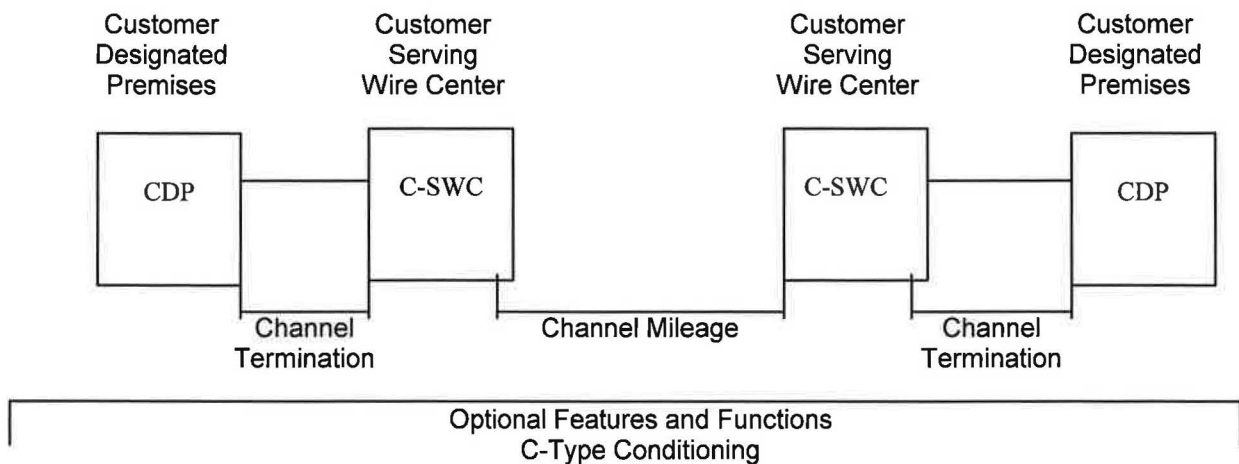 Customer Designated Premises
Customer Serving Wire Center
Customer Serving Wire Center
Customer Designated Premises
CDP
C-SWC
C-SWC
CDP
Channel Termination
Channel Mileage
Channel Termination
Optional Features and Functions
C-Type Conditioning